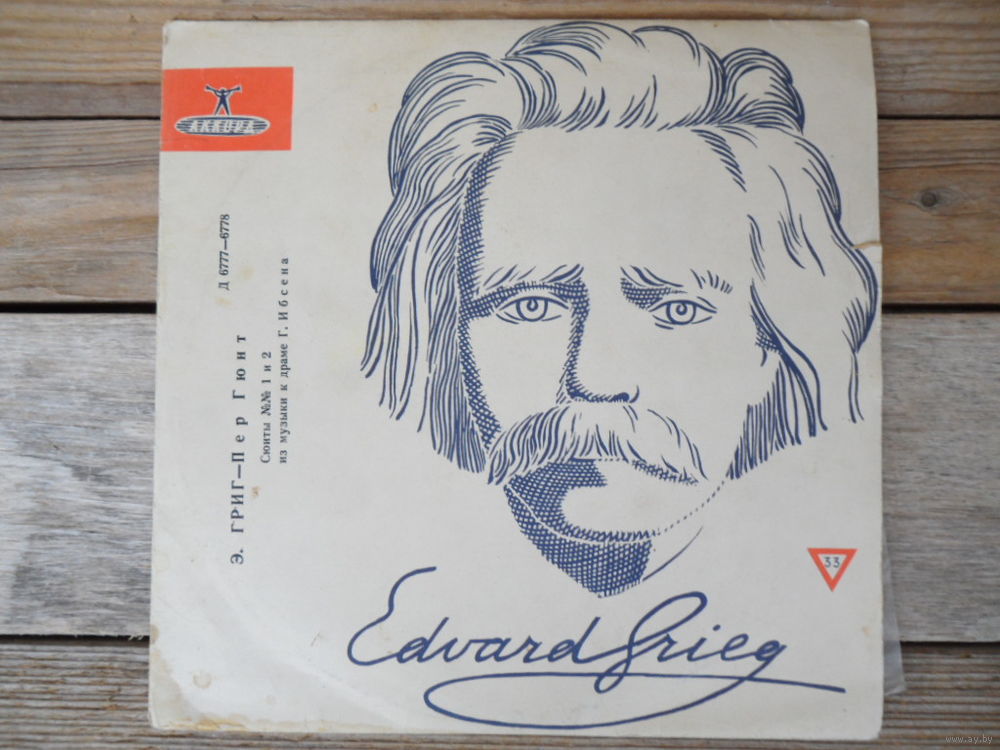 АККОРД
Д 6777—6778
Э. ГРИГ—Пер Гюнт
Сюиты №№ 1 и 2
из музыки к драме Г. Ибсена
33
Edvard Grieg
www.ay.by